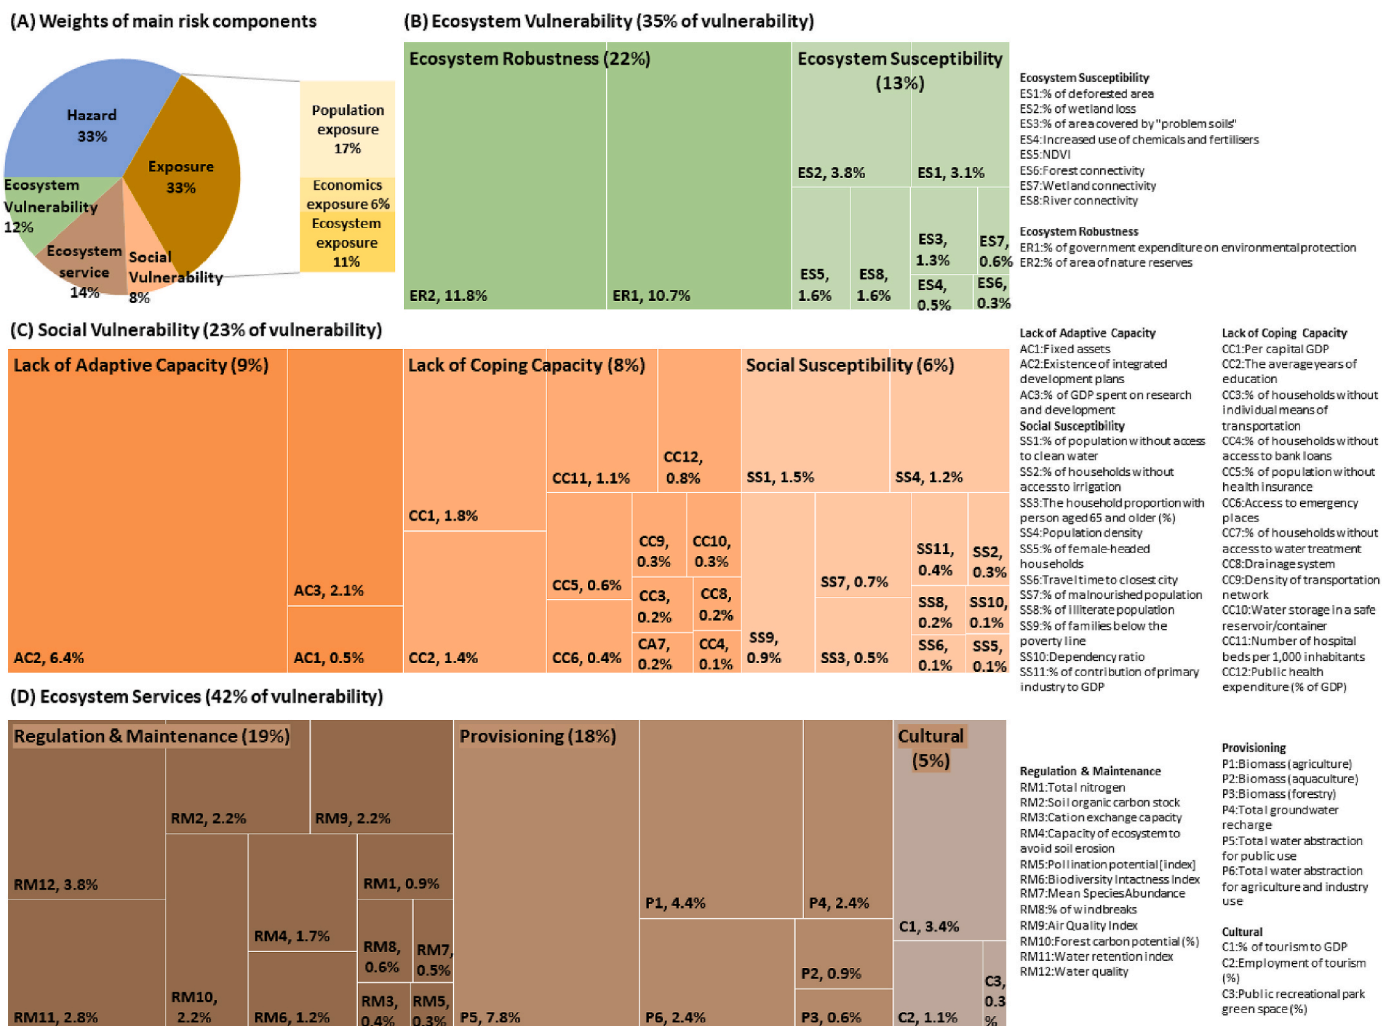 (A) Weights of main risk components
Hazard
33%
Exposure
33%
Ecosystem
Vulnerability
12%
Ecosystem
service
14%
Social
Vulnerability
8%
Population
exposure
17%
Economics
exposure 6%
Ecosystem
exposure
11%
(B) Ecosystem Vulnerability (35% of vulnerability)
Ecosystem Robustness (22%)
Ecosystem Susceptibility
(13%)
ER2, 11.8%
ER1, 10.7%
ES2, 3.8%
ES1, 3.1%
ES5,
1.6%
ES8,
1.6%
ES3,
1.3%
ES7,
0.6%
ES4,
0.5%
ES6,
0.3%
Ecosystem Susceptibility
ES1:% of deforested area
ES2:% of wetland loss
ES3:% of area covered by "problem soils"
ES4:Increased use of chemicals and fertilisers
ES5:NDVI
ES6:Forest connectivity
ES7:Wetland connectivity
ES8:River connectivity
Ecosystem Robustness
ER1:% of government expenditure on environmental protection
ER2:% of area of nature reserves
(C) Social Vulnerability (23% of vulnerability)
Lack of Adaptive Capacity (9%)
AC2, 6.4%
AC3, 2.1%
AC1, 0.5%
Lack of Coping Capacity (8%)
CC1, 1.8%
CC2, 1.4%
CC11, 1.1%
CC12,
0.8%
CC5, 0.6%
CC6, 0.4%
CC9,
0.3%
CC10,
0.3%
CC3,
0.2%
CC8,
0.2%
CA7,
0.2%
CC4,
0.1%
Social Susceptibility (6%)
SS1, 1.5%
SS4, 1.2%
SS9,
0.9%
SS7, 0.7%
SS3, 0.5%
SS11,
0.4%
SS2,
0.3%
SS8,
0.2%
SS10,
0.1%
SS6,
0.1%
SS5,
0.1%
Lack of Adaptive Capacity
AC1:Fixed assets
AC2:Existence of integrated
development plans
AC3:% of GDP spent on research
and development
Social Susceptibility
SS1:% of population without access
to clean water
SS2:% of households without
access to irrigation
SS3:The household proportion with
person aged 65 and older (%)
SS4:Population density
SS5:% of female-headed
households
SS6:Travel time to closest city
SS7:% of malnourished population
SS8:% of illiterate population
SS9:% of families below the
poverty line
SS10:Dependency ratio
SS11:% of contribution of primary
industry to GDP
Lack of Coping Capacity
CC1:Per capital GDP
CC2:The average years of
education
CC3:% of households without
individual means of
transportation
CC4:% of households without
access to bank loans
CC5:% of population without
health insurance
CC6:Access to emergency
places
CC7:% of households without
access to water treatment
CC8:Drainage system
CC9:Density of transportation
network
CC10:Water storage in a safe
reservoir/container
CC11:Number of hospital
beds per 1,000 inhabitants
CC12:Public health
expenditure (% of GDP)
(D) Ecosystem Services (42% of vulnerability)
Regulation & Maintenance (19%)
RM12, 3.8%
RM11, 2.8%
RM2, 2.2%
RM9, 2.2%
RM10,
2.2%
RM4, 1.7%
RM6, 1.2%
RM1, 0.9%
RM8,
0.6%
RM7,
0.5%
RM3,
0.4%
RM5,
0.3%
Provisioning (18%)
P5, 7.8%
P1, 4.4%
P4, 2.4%
P6, 2.4%
P2, 0.9%
P3, 0.6%
Cultural
(5%)
C1, 3.4%
C2, 1.1%
C3,
0.3
%
Regulation & Maintenance
RM1:Total nitrogen
RM2:Soil organic carbon stock
RM3:Cation exchange capacity
RM4:Capacity of ecosystem to
avoid soil erosion
RM5:Pollination potential [index]
RM6:Biodiversity Intactness Index
RM7:Mean Species Abundance
RM8:% of windbreaks
RM9:Air Quality Index
RM10:Forest carbon potential (%)
RM11:Water retention index
RM12:Water quality
Provisioning
P1:Biomass (agriculture)
P2:Biomass (aquaculture)
P3:Biomass (forestry)
P4:Total groundwater
recharge
P5:Total water abstraction
for public use
P6:Total water abstraction
for agriculture and industry
use
Cultural
C1:% of tourism to GDP
C2:Employment of tourism
(%)
C3:Public recreational park
green space (%)